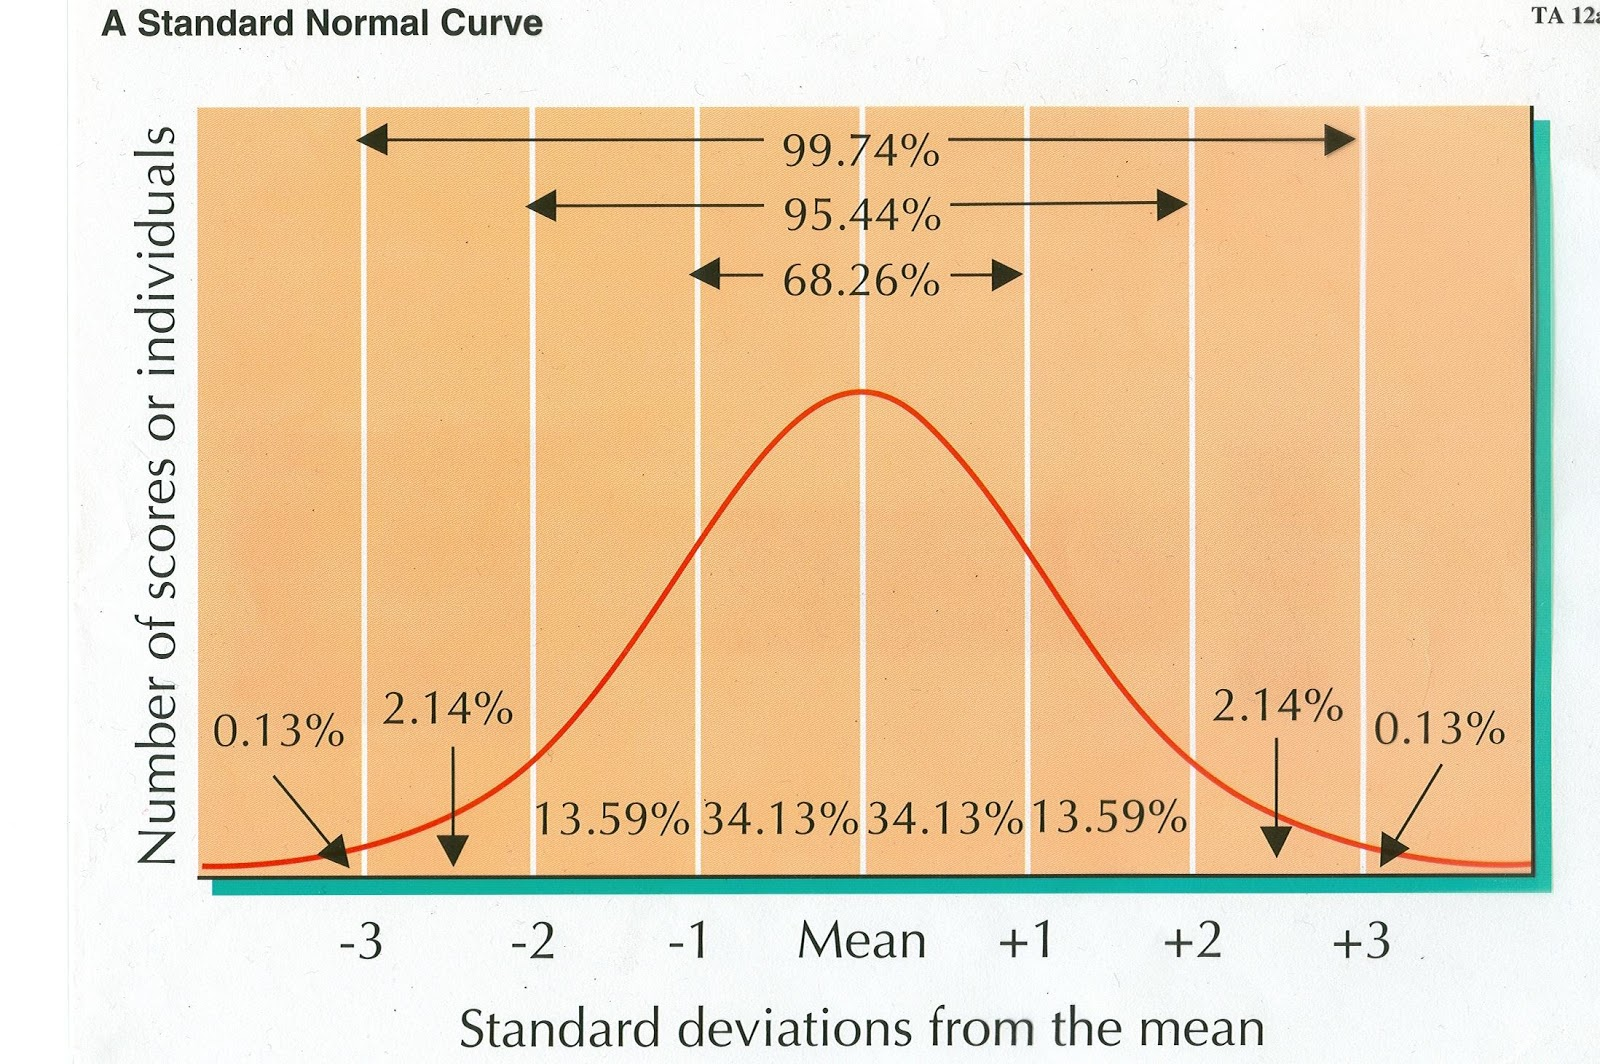 A Standard Normal Curve
TA 12a
Number of scores or individuals
99.74%
95.44%
68.26%
0.13%
2.14%
2.14%
0.13%
13.59% 34.13% 34.13% 13.59%
-3 -2 -1 Mean +1 +2 +3
Standard deviations from the mean